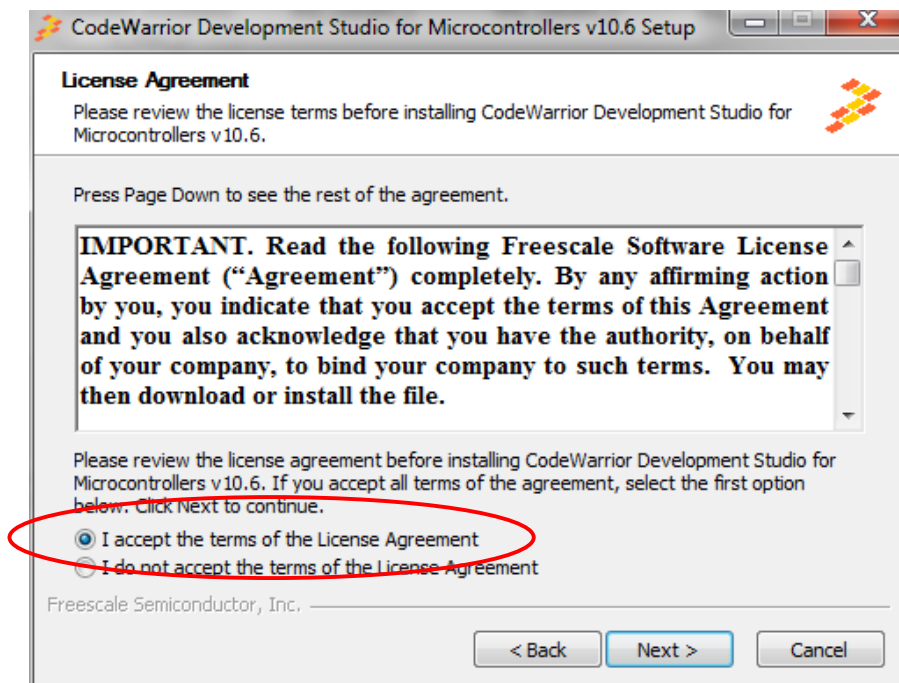 CodeWarrior Development Studio for Microcontrollers v10.6 Setup
License Agreement
Please review the license terms before installing CodeWarrior Development Studio for
Microcontrollers v10.6.
Press Page Down to see the rest of the agreement.
IMPORTANT. Read the following Freescale Software License
Agreement (“Agreement”) completely. By any affirming action
by you, you indicate that you accept the terms of this Agreement
and you also acknowledge that you have the authority, on behalf
of your company, to bind your company to such terms.  You may
then download or install the file.
Please review the license agreement before installing CodeWarrior Development Studio for
Microcontrollers v10.6. If you accept all terms of the agreement, select the first option
below. Click Next to continue.
I accept the terms of the License Agreement
I do not accept the terms of the License Agreement
Freescale Semiconductor, Inc.
< Back Next > Cancel